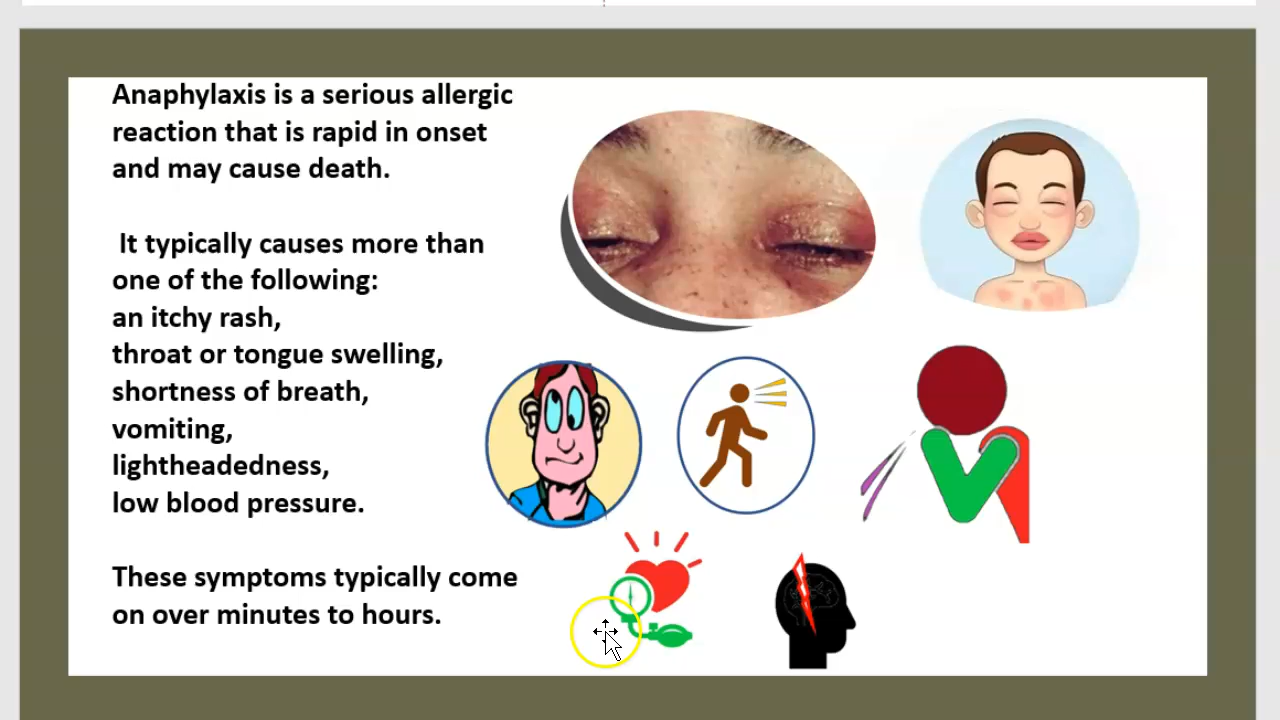 Anaphylaxis is a serious allergic
reaction that is rapid in onset
and may cause death.
It typically causes more than
one of the following:
an itchy rash,
throat or tongue swelling,
shortness of breath,
vomiting,
lightheadedness,
low blood pressure.
These symptoms typically come
on over minutes to hours.